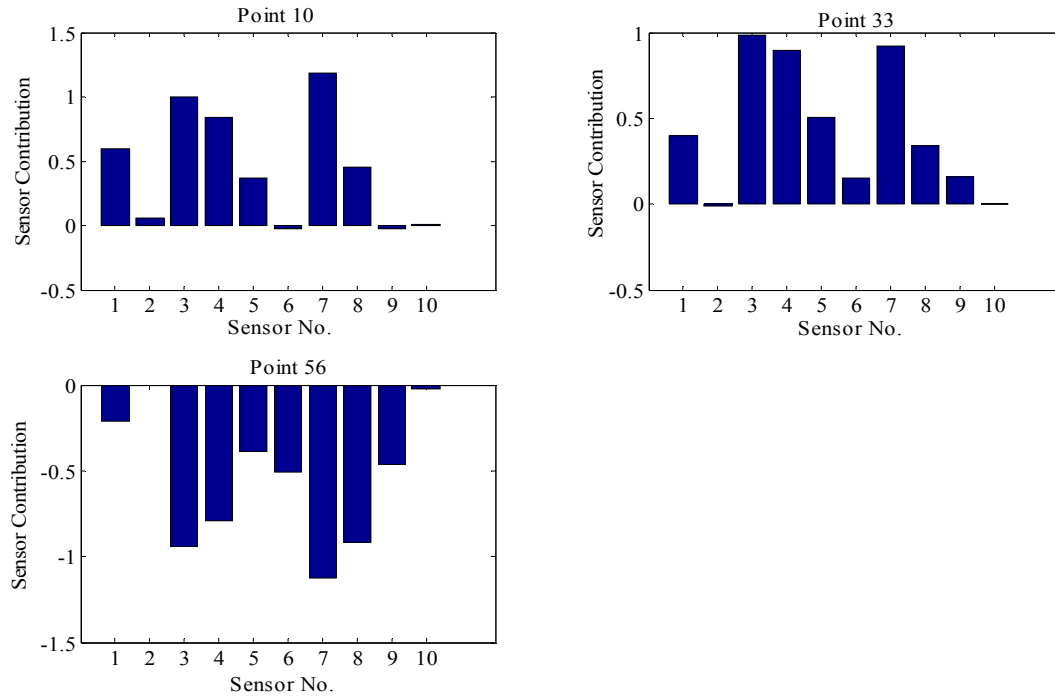 Point 10
1.5
1
0.5
0
-0.5
Sensor Contribution
1 2 3 4 5 6 7 8 9 10
Sensor No.
Point 33
1
0.5
0
-0.5
Sensor Contribution
1 2 3 4 5 6 7 8 9 10
Sensor No.
Point 56
0
-0.5
-1
-1.5
Sensor Contribution
1 2 3 4 5 6 7 8 9 10
Sensor No.